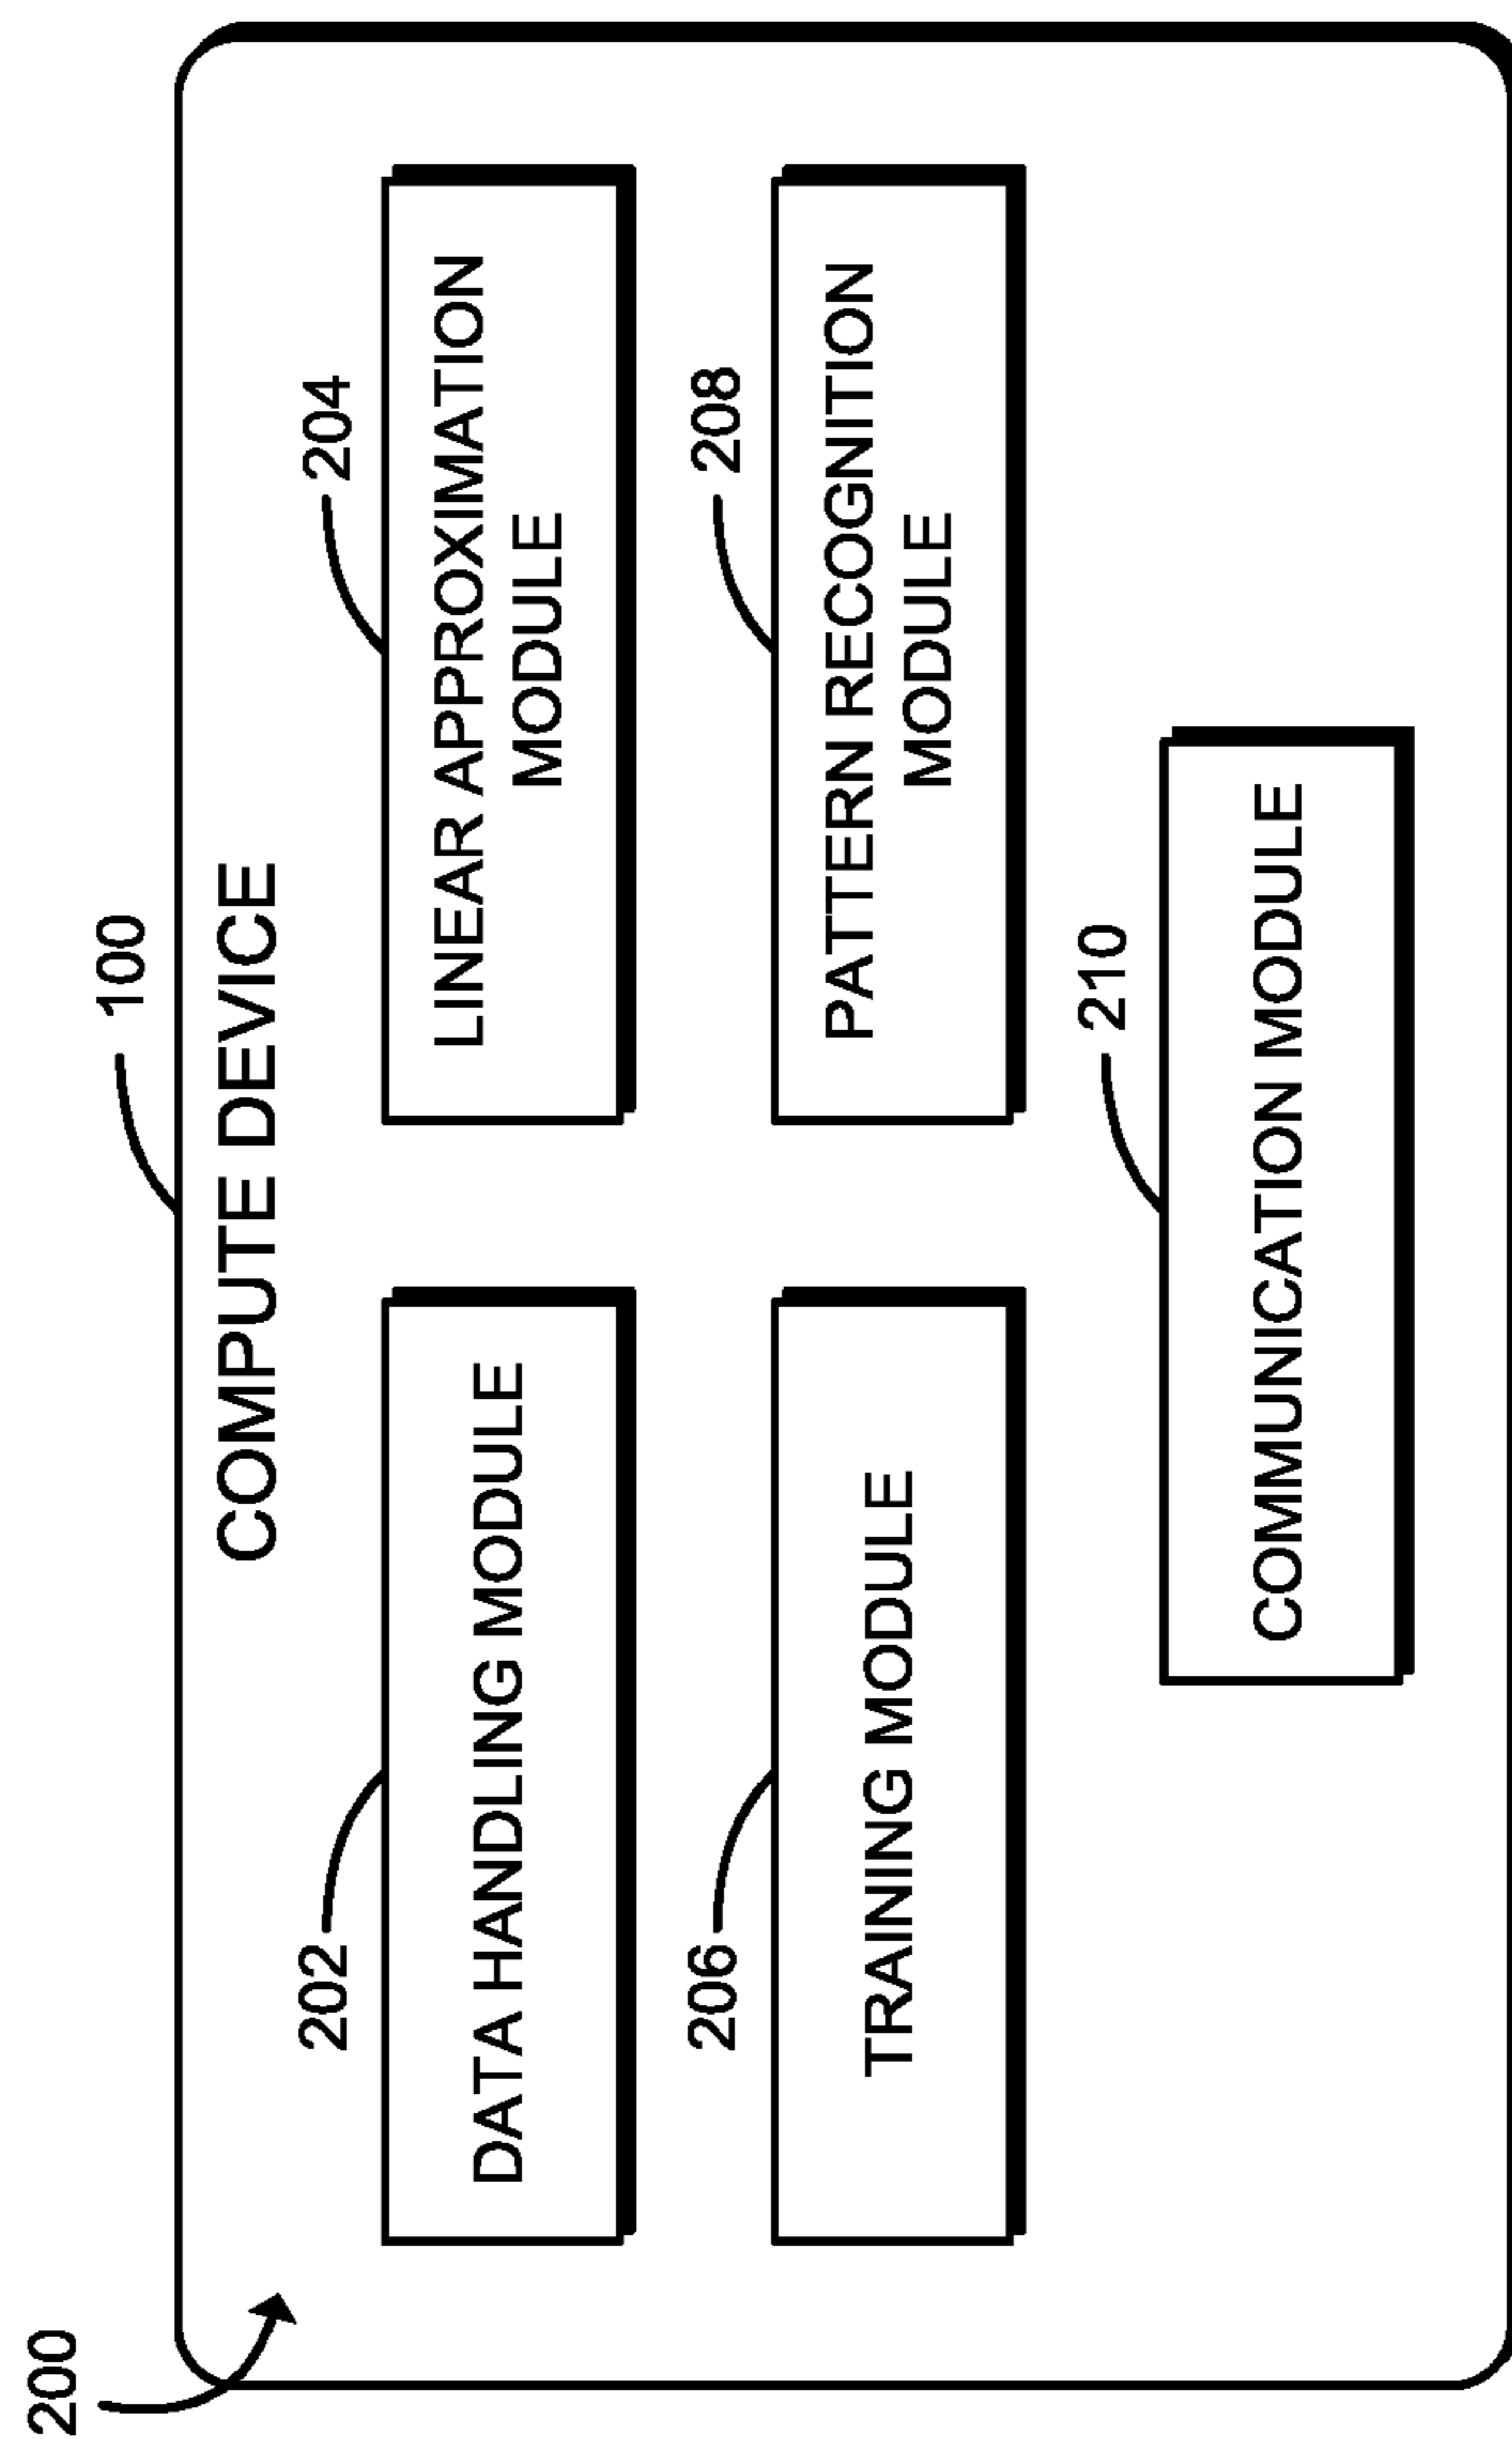 200
100
COMPUTE DEVICE
202
204
DATA HANDLING MODULE
LINEAR APPROXIMATION
MODULE
206
208
TRAINING MODULE
PATTERN RECOGNITION
MODULE
210
COMMUNICATION MODULE